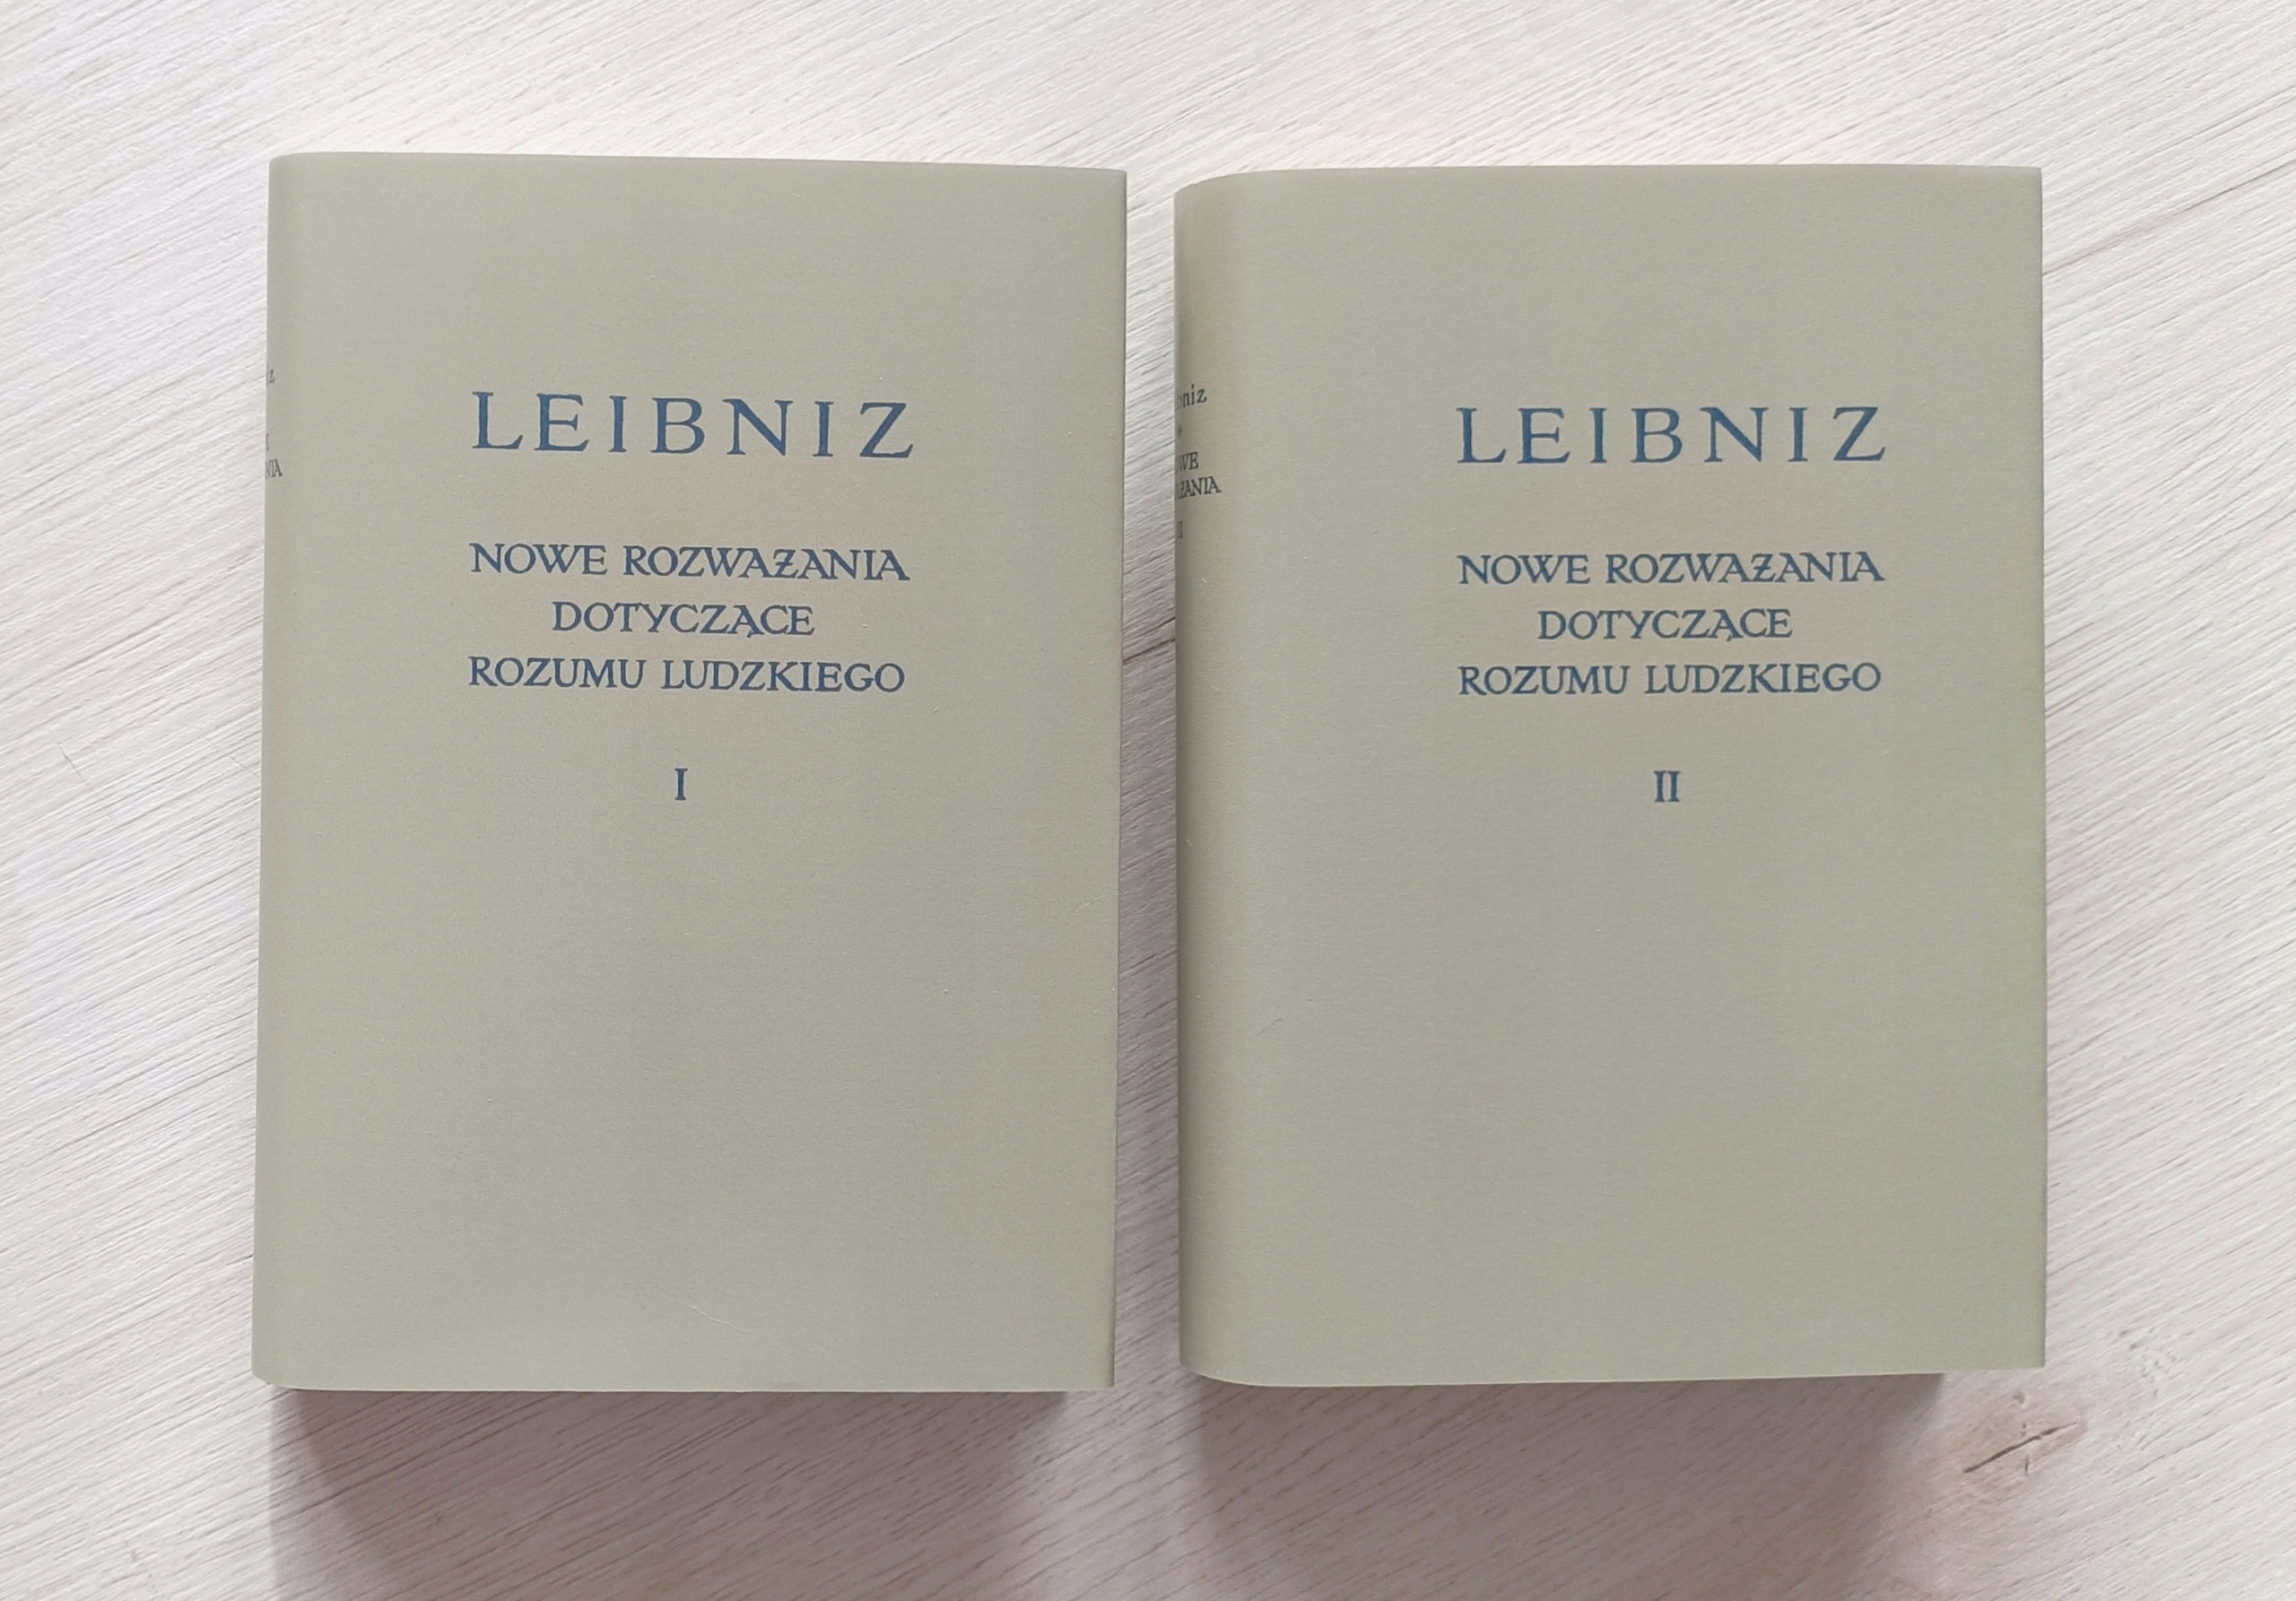 LEIBNIZ
NOWE ROZWAŻANIA
DOTYCZĄCE
ROZUMU LUDZKIEGO
I
LEIBNIZ
NOWE ROZWAŻANIA
DOTYCZĄCE
ROZUMU LUDZKIEGO
II